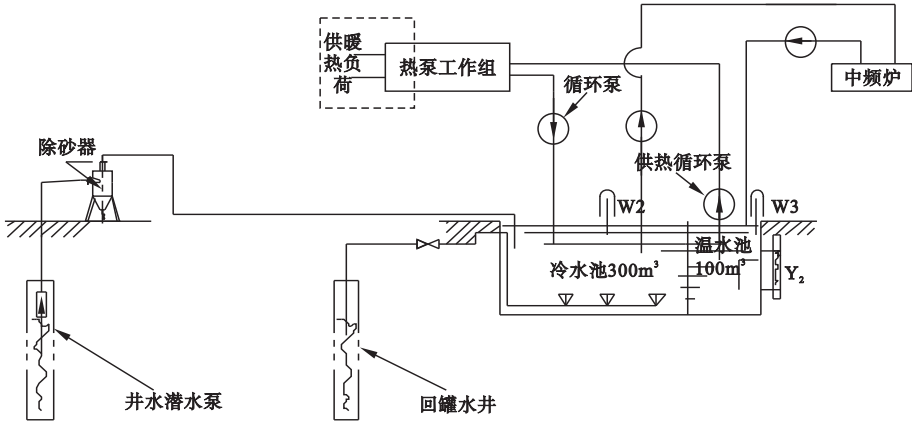 供暖
热负
荷
热泵工作组
循环泵
中频炉
除砂器
供热循环泵
W2
W3
温水池
100m³
冷水池300m³
Y₂
井水潜水泵
回罐水井